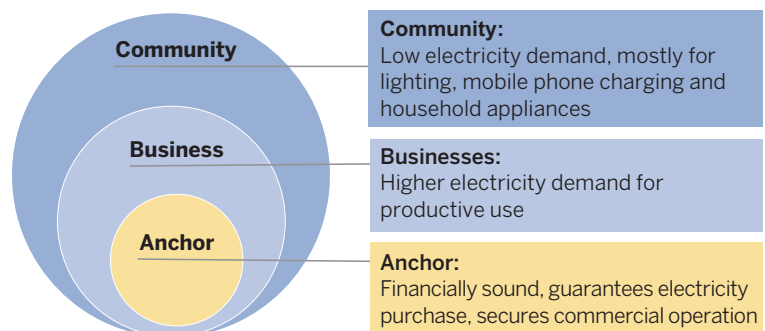 Community
Business
Anchor
Community:
Low electricity demand, mostly for
lighting, mobile phone charging and
household appliances
Businesses:
Higher electricity demand for
productive use
Anchor:
Financially sound, guarantees electricity
purchase, secures commercial operation